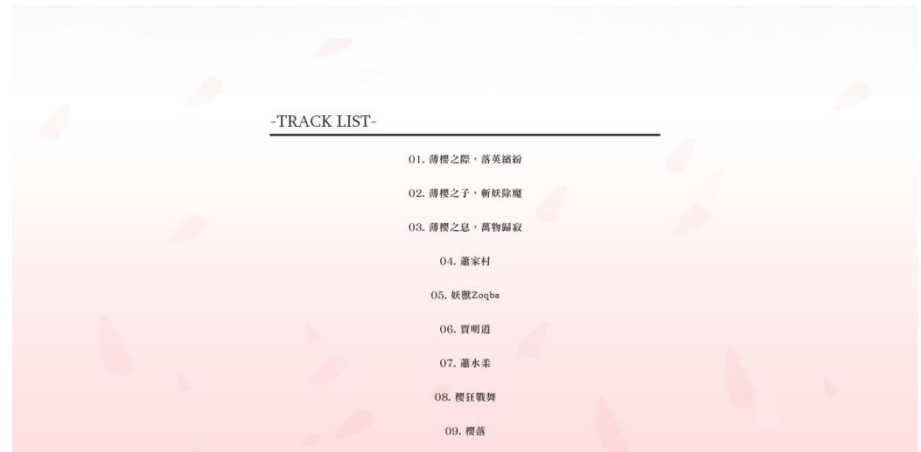 -TRACK LIST-
01. 薄櫻之際，落英繽紛
02. 薄櫻之子，斬妖除魔
03. 薄櫻之息，萬物歸寂
04. 蕭家村
05. 妖獸Zoqba
06. 賈明道
07. 蕭水柔
08. 櫻狂戰舞
09. 櫻落